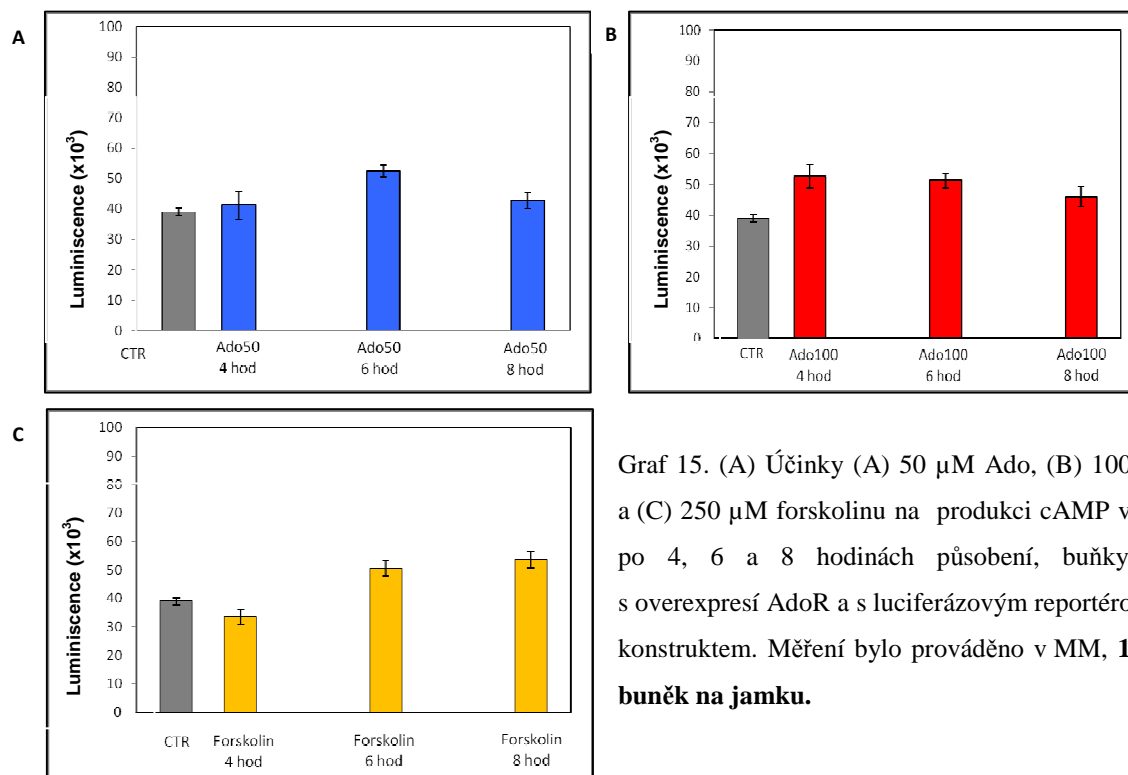 A
100
90
80
70
60
50
40
30
20
10
0
Luminiscence (x10³)
CTR
Ado50
4 hod
Ado50
6 hod
Ado50
8 hod
B
100
90
80
70
60
50
40
30
20
10
0
Luminiscence (x10³)
CTR
Ado100
4 hod
Ado100
6 hod
Ado100
8 hod
C
100
90
80
70
60
50
40
30
20
10
0
Luminiscence (x10³)
CTR
Forskolin
4 hod
Forskolin
6 hod
Forskolin
8 hod
Graf 15. (A) Účinky (A) 50 µM Ado, (B) 100
a (C) 250 µM forskolinu na produkci cAMP v
po 4, 6 a 8 hodinách působení, buňky
s overexpresí AdoR a s luciferázovým reportéro
konstruktem. Měření bylo prováděno v MM, 1
buněk na jamku.